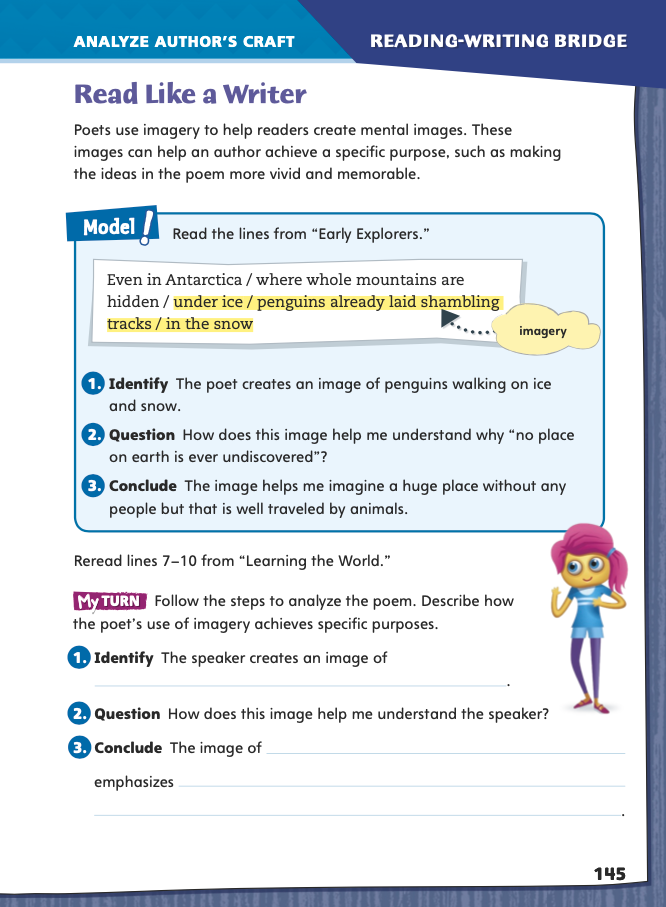 ANALYZE AUTHOR'S CRAFT
READING-WRITING BRIDGE
Read Like a Writer
Poets use imagery to help readers create mental images. These
images can help an author achieve a specific purpose, such as making
the ideas in the poem more vivid and memorable.
Model!
Read the lines from “Early Explorers.”
Even in Antarctica / where whole mountains are
hidden / under ice / penguins already laid shambling
tracks / in the snow
imagery
1. Identify The poet creates an image of penguins walking on ice
and snow.
2. Question How does this image help me understand why “no place
on earth is ever undiscovered”?
3. Conclude The image helps me imagine a huge place without any
people but that is well traveled by animals.
Reread lines 7–10 from “Learning the World.”
My TURN Follow the steps to analyze the poem. Describe how
the poet's use of imagery achieves specific purposes.
1. Identify The speaker creates an image of
.
2. Question How does this image help me understand the speaker?
3. Conclude The image of
emphasizes
.
145